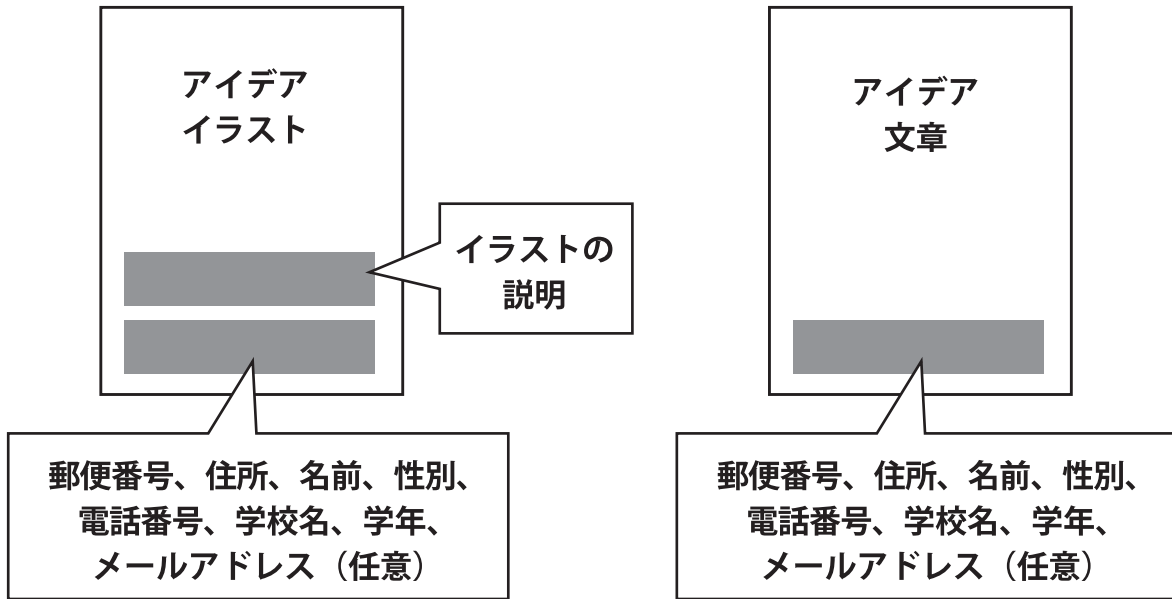 アイデア
イラスト
イラストの
説明
郵便番号、住所、名前、性別、
電話番号、学校名、学年、
メールアドレス（任意）
アイデア
文章
郵便番号、住所、名前、性別、
電話番号、学校名、学年、
メールアドレス（任意）